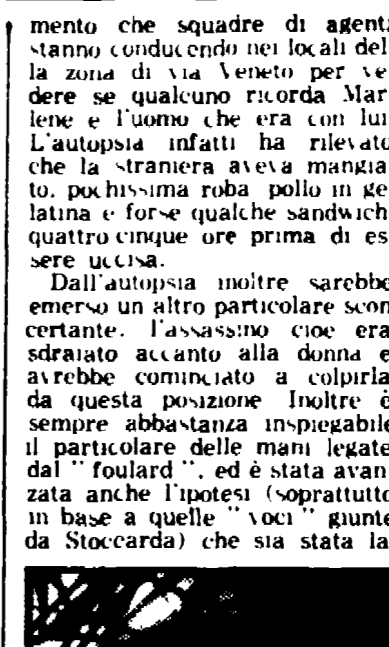 mento che squadre di agenti
stanno conducendo nei locali del
la zona di via Veneto per ve
dere se qualcuno ricorda Mar
lene e l'uomo che era con lui
L'autopsia infatti ha rilevato
che la straniera aveva mangia
to. pochissima roba pollo in ge
latina e forse qualche sandwich
quattro cinque ore prima di es
sere uccisa.
Dall'autopsia inoltre sarebbe
emerso un altro particolare scon
certante. l'assassino cioe era
sdraiato accanto alla donna e
avrebbe cominciato a colpirla
da questa posizione Inoltre è
sempre abbastanza inspiegabile
il particolare delle mani legate
dal " foulard ", ed è stata avan
zata anche l'ipotesi (soprattutto
in base a quelle " voci " giunte
da Stoccarda) che sia stata la